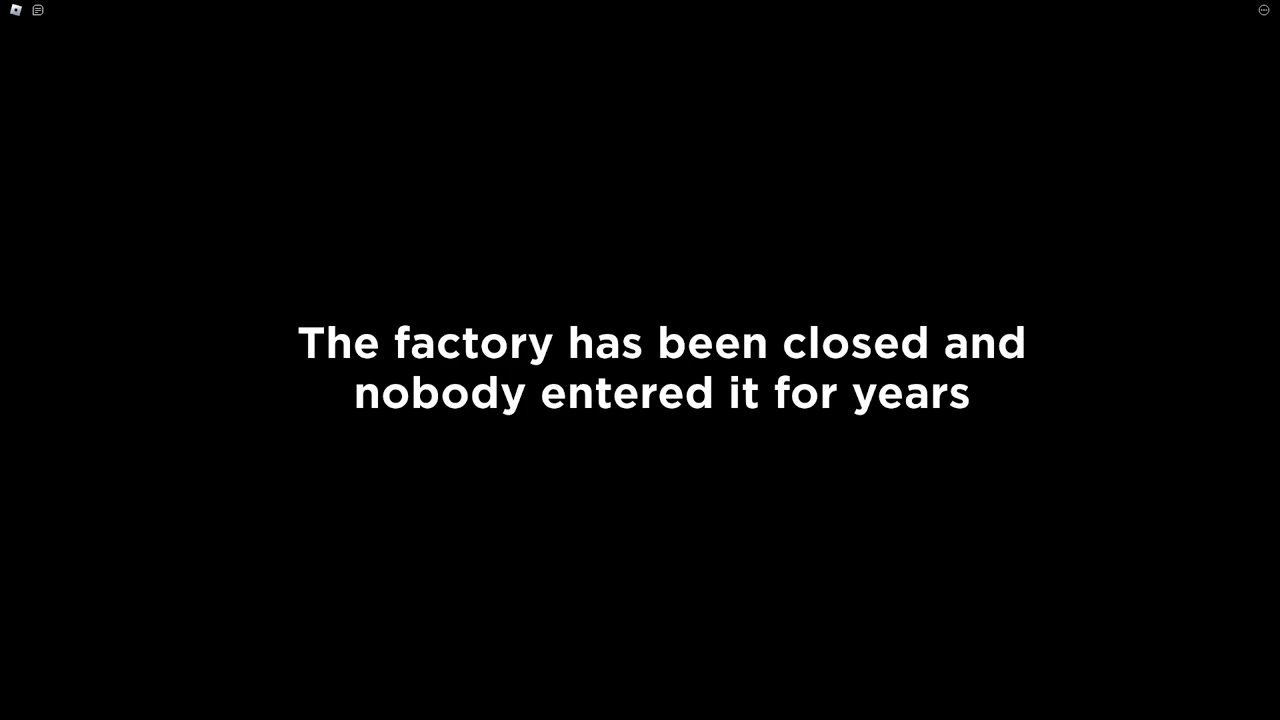 The factory has been closed and
nobody entered it for years